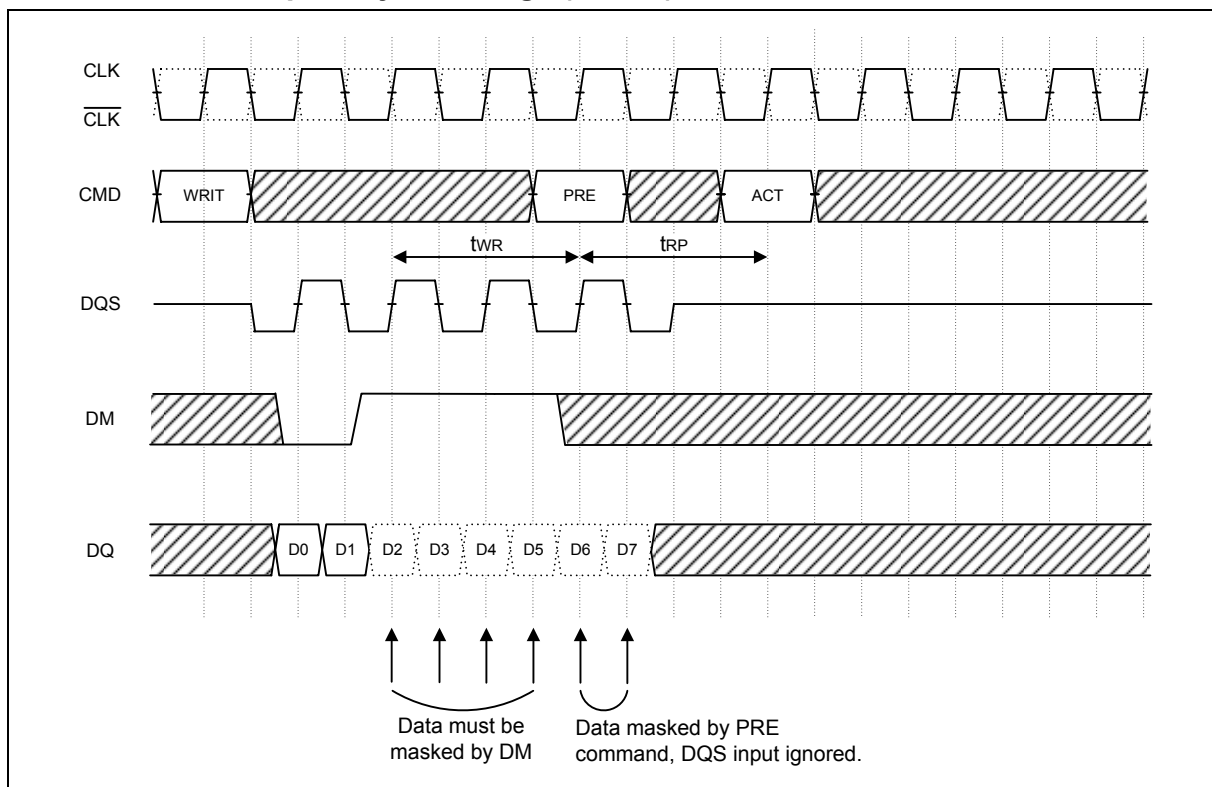 CLK
CLK
CMD
WRIT
PRE
ACT
tWR
tRP
DQS
DM
DQ
D0 D1 D2 D3 D4 D5 D6 D7
Data must be
masked by DM
Data masked by PRE
command, DQS input ignored.